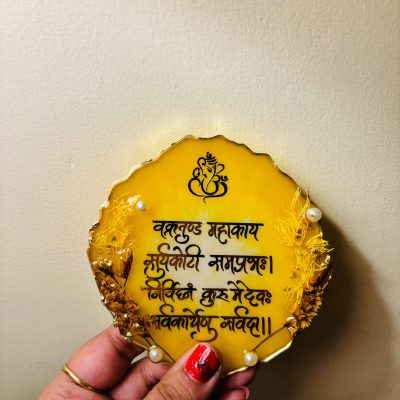 वक्रतुण्ड महाकाय
सुर्यकोटी समप्रभः।
निर्विघ्नं कुरु मे देवः
सर्वकार्येषु सर्वदा।।